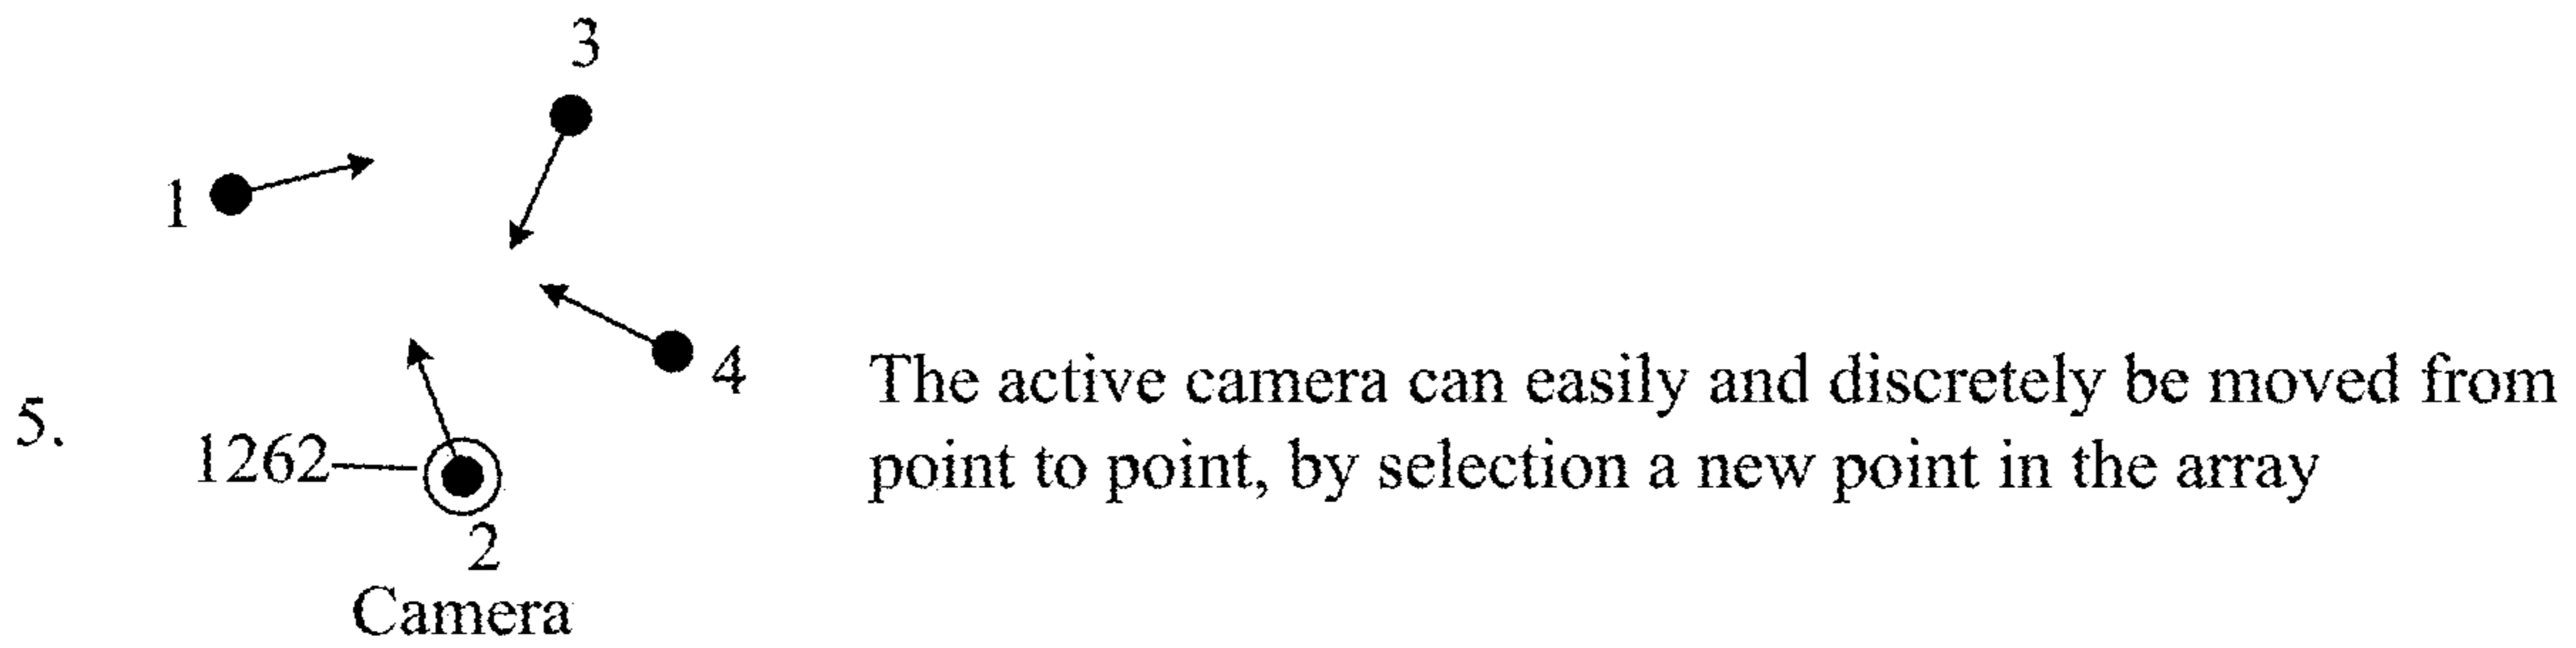 3
1
4
The active camera can easily and discretely be moved from
5.
1262
point to point, by selection a new point in the array
2
Camera